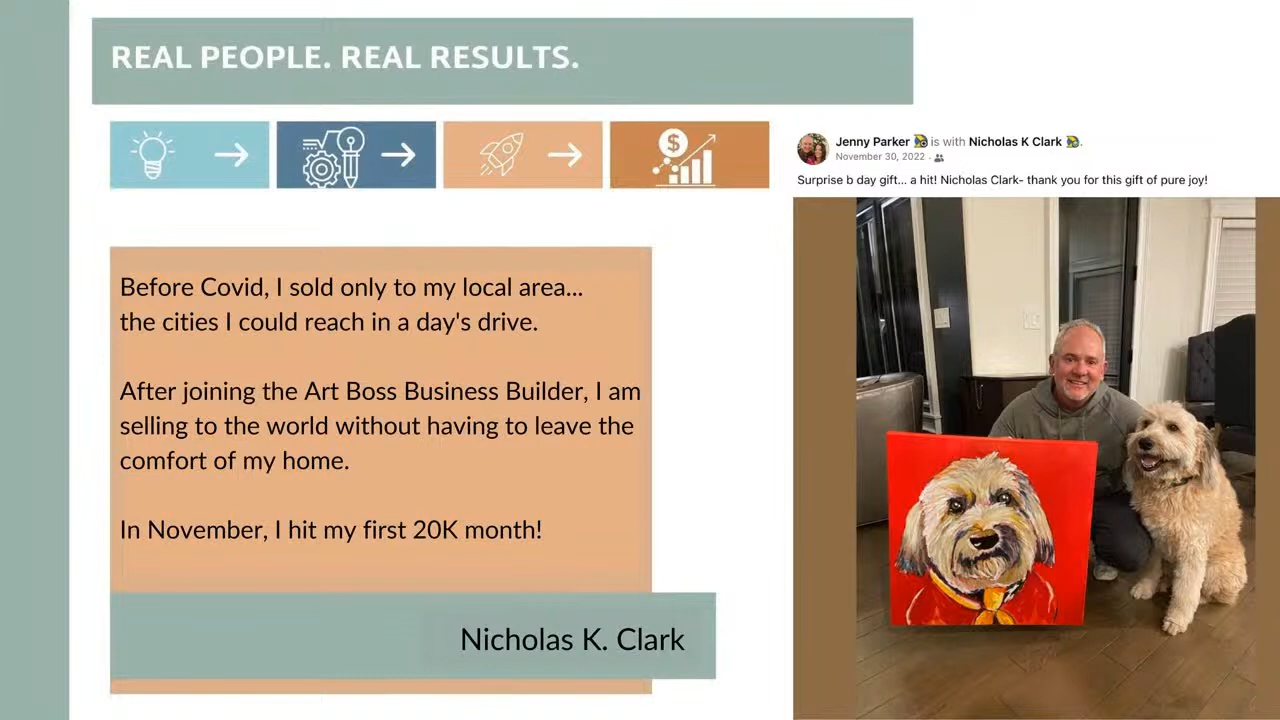 REAL PEOPLE. REAL RESULTS.
$
Before Covid, I sold only to my local area...
the cities I could reach in a day's drive.
After joining the Art Boss Business Builder, I am
selling to the world without having to leave the
comfort of my home.
In November, I hit my first 20K month!
Nicholas K. Clark
Jenny Parker is with Nicholas K Clark .
November 30, 2022 ·
Surprise b day gift... a hit! Nicholas Clark- thank you for this gift of pure joy!